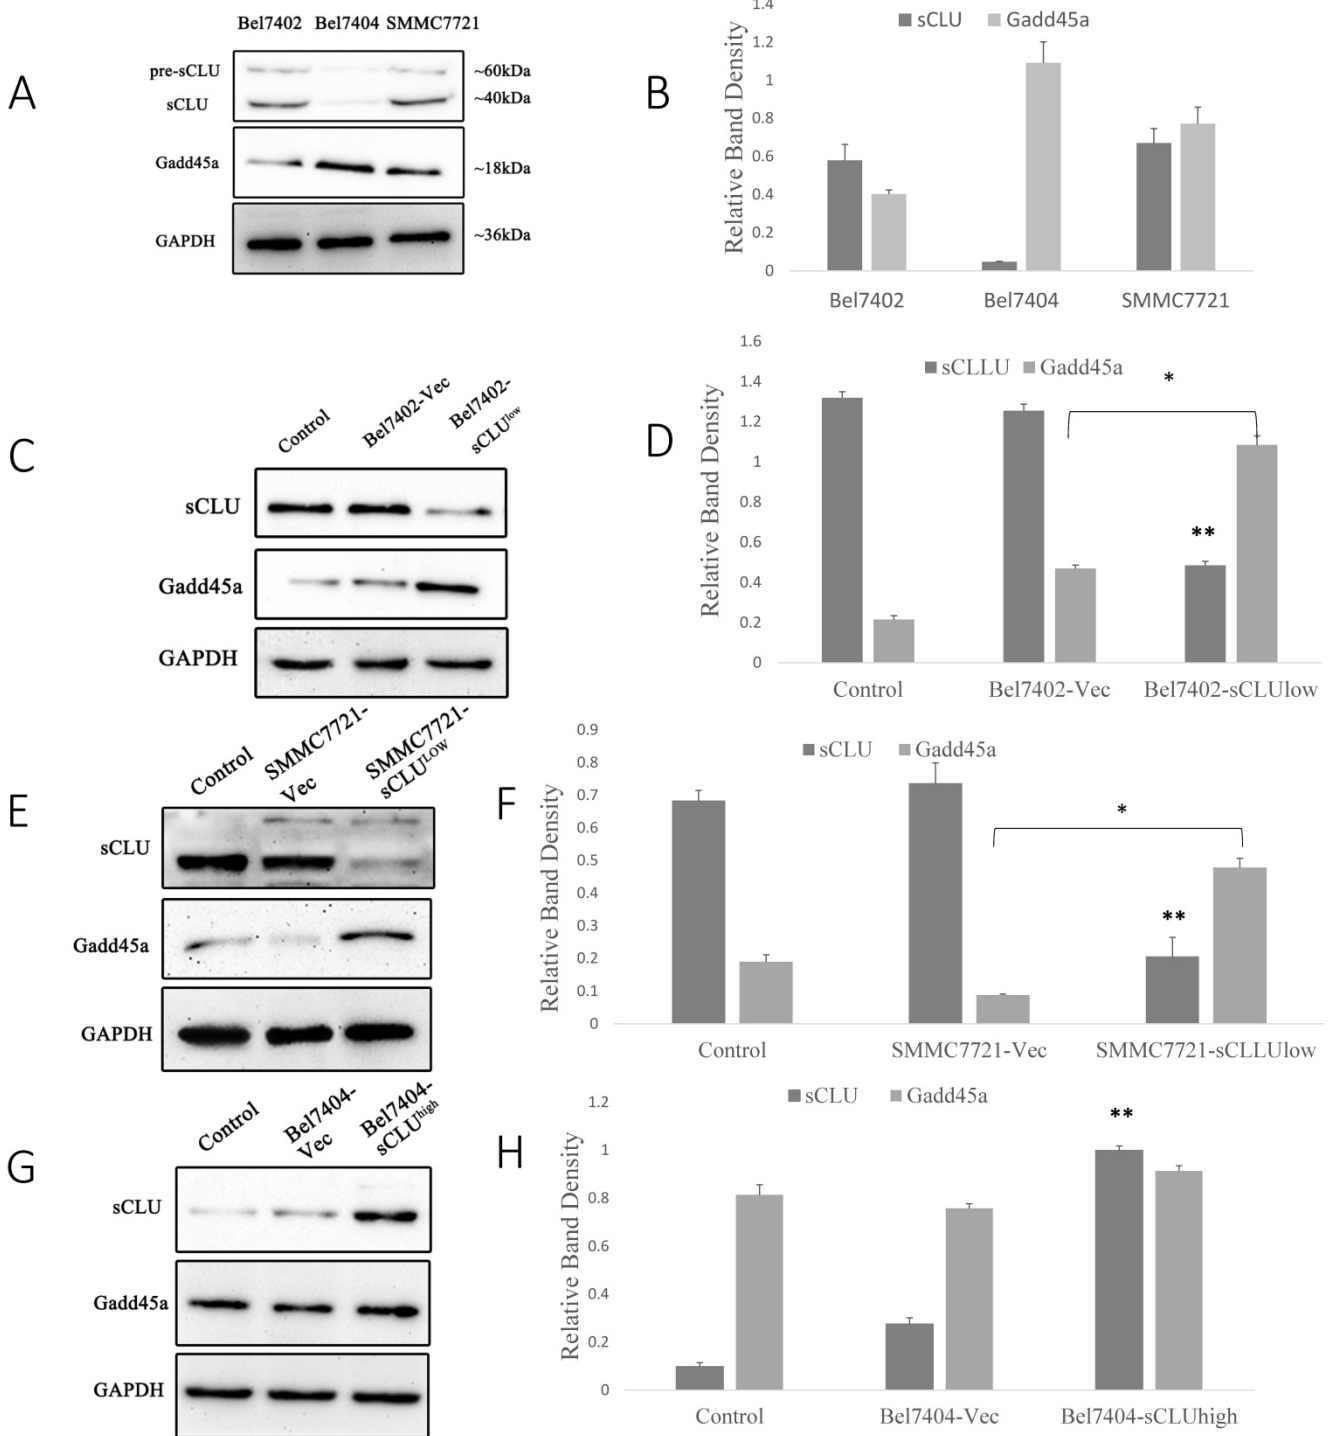 A
Bel7402 Bel7404 SMMC7721
pre-sCLU
~60kDa
sCLU
~40kDa
Gadd45a
~18kDa
GAPDH
~36kDa
B
sCLU Gadd45a
Relative Band Density
1.4
1.2
1
0.8
0.6
0.4
0.2
0
Bel7402 Bel7404 SMMC7721
C
Control
Bel7402-Vec
Bel7402-
sCLUlow
sCLU
Gadd45a
GAPDH
D
sCLLU Gadd45a
Relative Band Density
1.6
1.4
1.2
1
0.8
0.6
0.4
0.2
0
*
**
Control Bel7402-Vec Bel7402-sCLUlow
E
Control
SMMC7721-
Vec
SMMC7721-
sCLULOW
sCLU
Gadd45a
GAPDH
F
sCLU Gadd45a
Relative Band Density
0.9
0.8
0.7
0.6
0.5
0.4
0.3
0.2
0.1
0
*
**
Control SMMC7721-Vec SMMC7721-sCLLUlow
G
Control
Bel7404-
Vec
Bel7404-
sCLUhigh
sCLU
Gadd45a
GAPDH
H
sCLU Gadd45a
Relative Band Density
1.2
1
0.8
0.6
0.4
0.2
0
**
Control Bel7404-Vec Bel7404-sCLUhigh